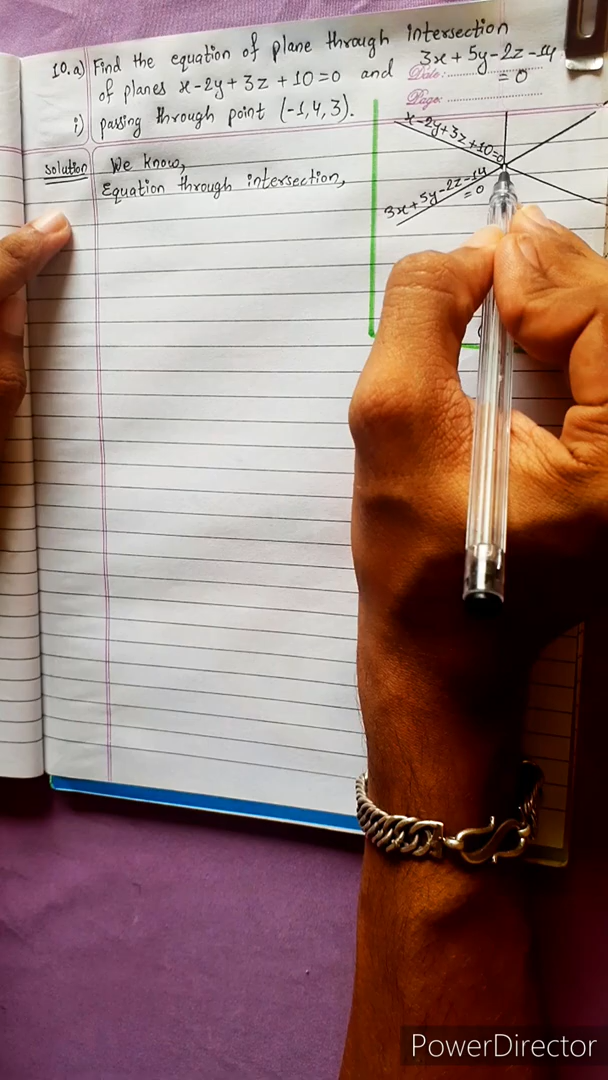 10.a) Find the equation of plane through intersection
of planes x-2y+3z+10=0 and 3x+5y-2z-14=0
Date:
i) passing through point (-1,4,3).
Page:
x-2y+3z+10=0
solution We know,
Equation through intersection,
3x+5y-2z-14=0
PowerDirector